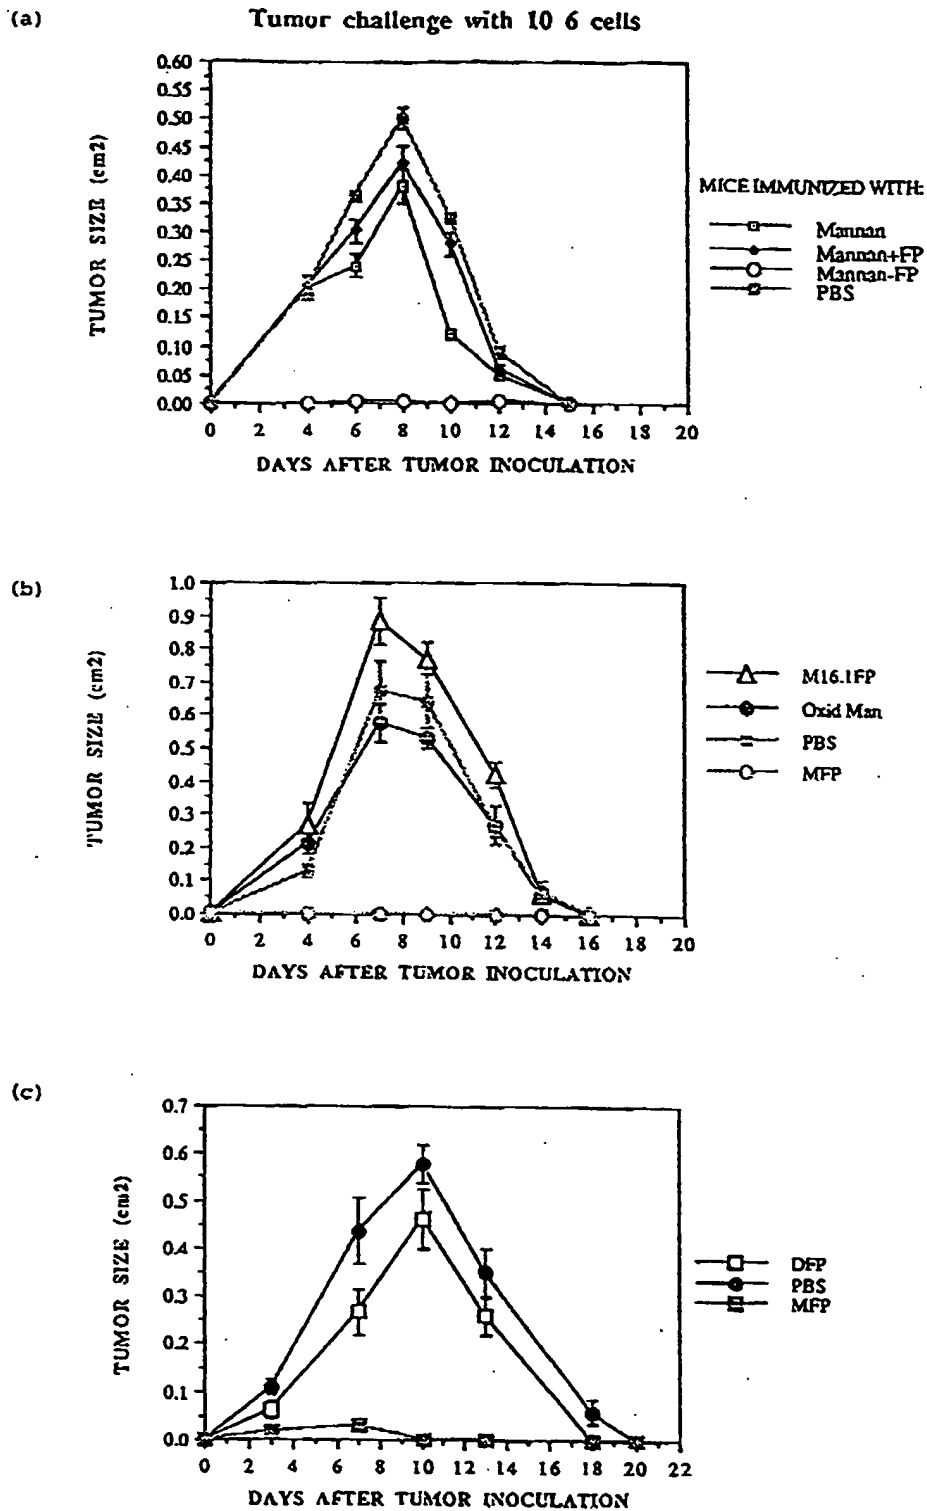 (a)
Tumor challenge with 10 6 cells
TUMOR SIZE (cm2)
0.60
0.55
0.50
0.45
0.40
0.35
0.30
0.25
0.20
0.15
0.10
0.05
0.00
0 2 4 6 8 10 12 14 16 18 20
DAYS AFTER TUMOR INOCULATION
MICE IMMUNIZED WITH:
Mannan
Mannan+FP
Mannan-FP
PBS
(b)
TUMOR SIZE (cm2)
1.0
0.9
0.8
0.7
0.6
0.5
0.4
0.3
0.2
0.1
0.0
0 2 4 6 8 10 12 14 16 18 20
DAYS AFTER TUMOR INOCULATION
M16.1FP
Oxid Man
PBS
MFP
(c)
TUMOR SIZE (cm2)
0.7
0.6
0.5
0.4
0.3
0.2
0.1
0.0
0 2 4 6 8 10 12 14 16 18 20 22
DAYS AFTER TUMOR INOCULATION
DFP
PBS
MFP